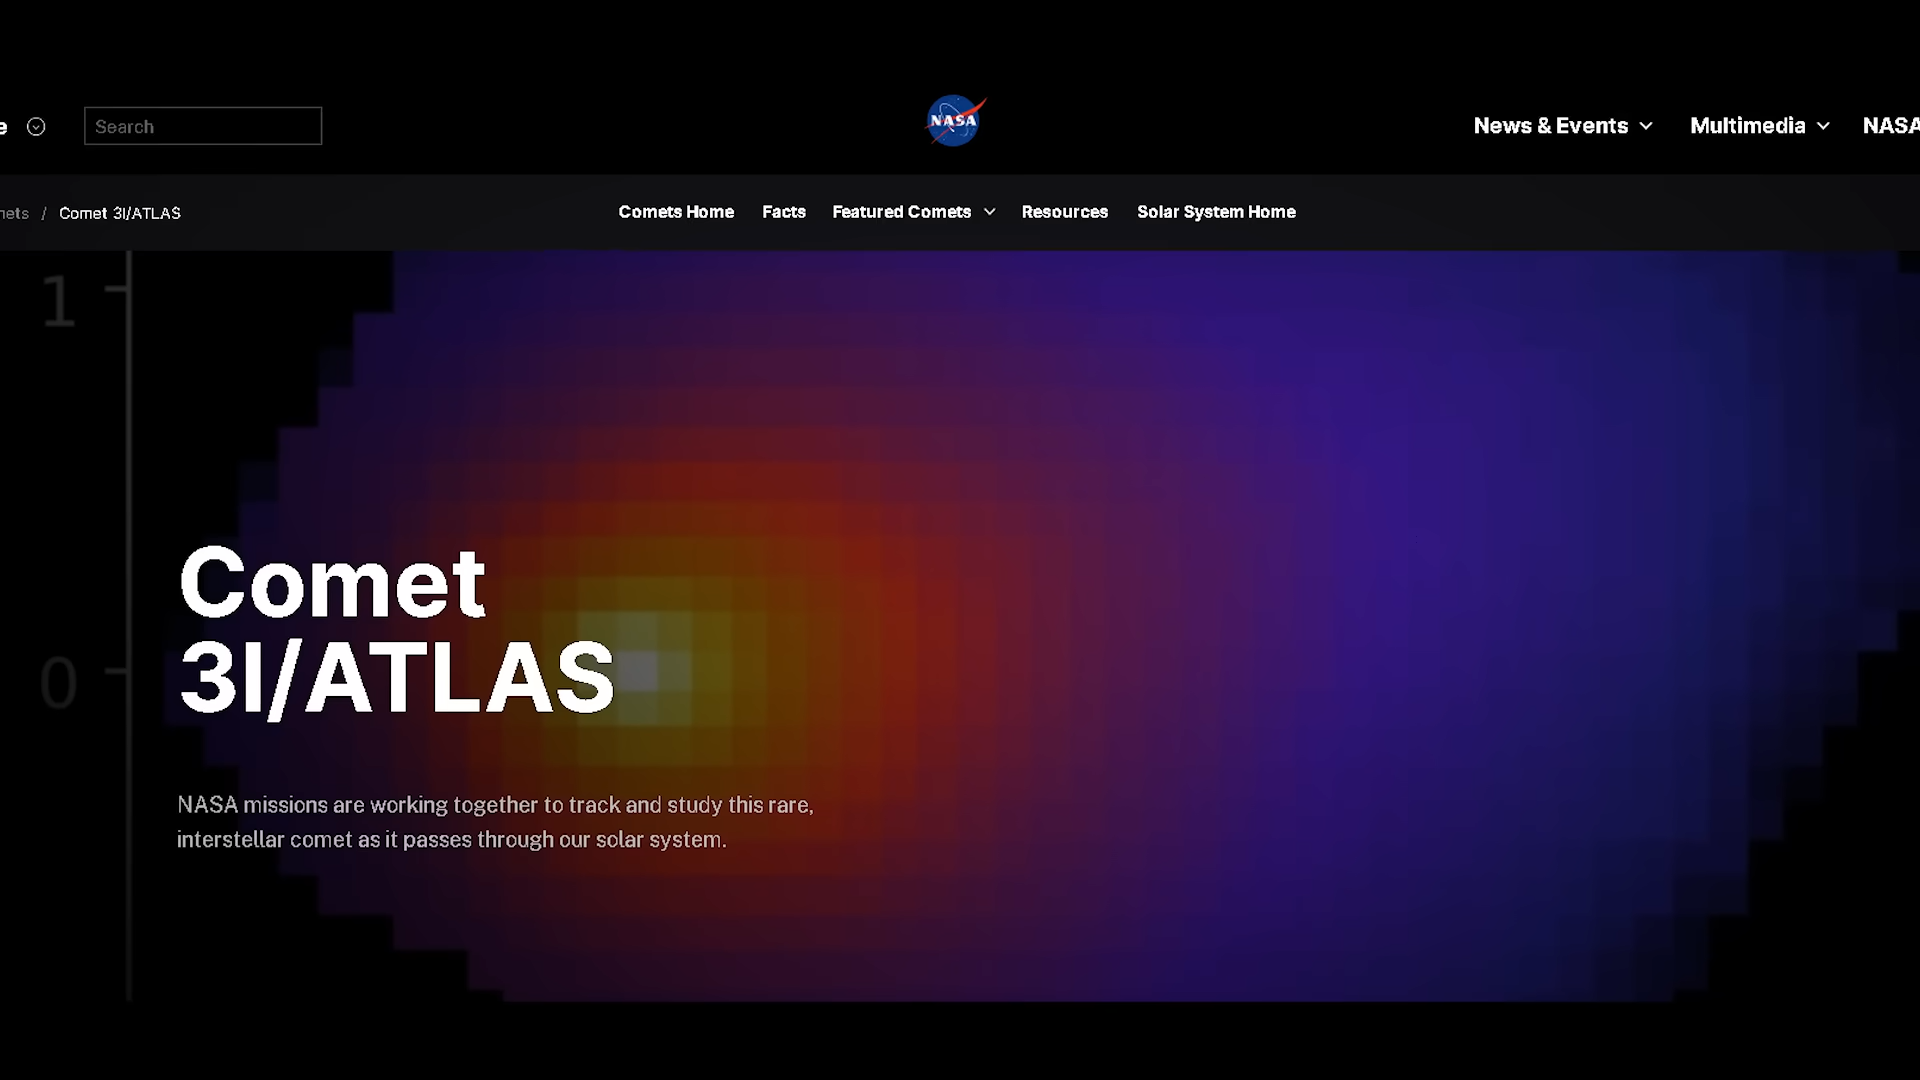 Search
NASA
News & Events
Multimedia
NASA
Comet 3I/ATLAS
Comets Home
Facts
Featured Comets
Resources
Solar System Home
1
0
Comet
3I/ATLAS
NASA missions are working together to track and study this rare,
interstellar comet as it passes through our solar system.